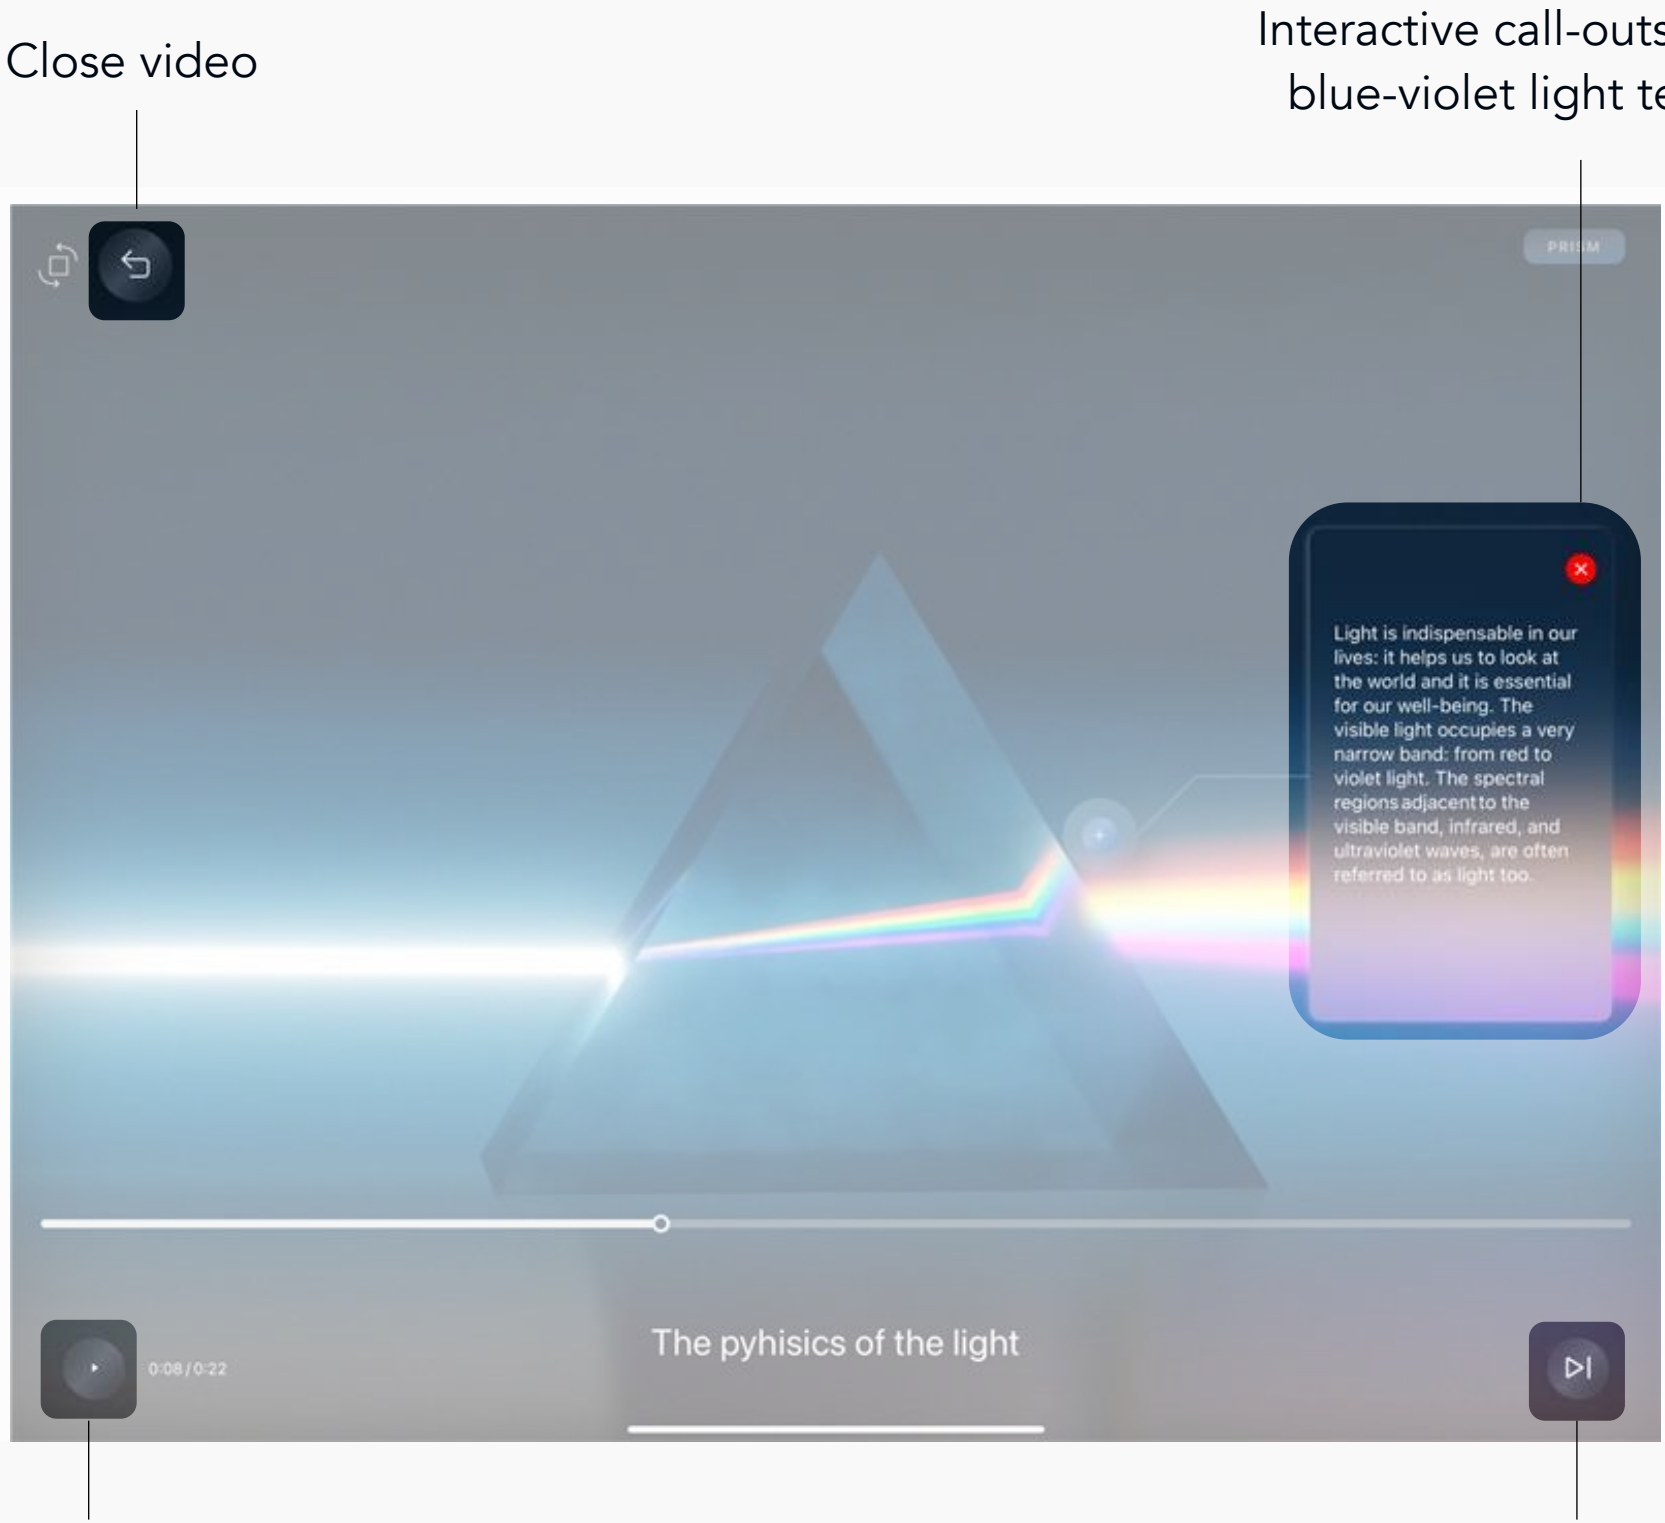 Close video
Interactive call-outs
blue-violet light
PRISM
Light is indispensable in our
lives: it helps us to look at
the world and it is essential
for our well-being. The
visible light occupies a very
narrow band: from red to
violet light. The spectral
regions adjacent to the
visible band, infrared, and
ultraviolet waves, are often
referred to as light too.
The pyhisics of the light
0:08 / 0:22